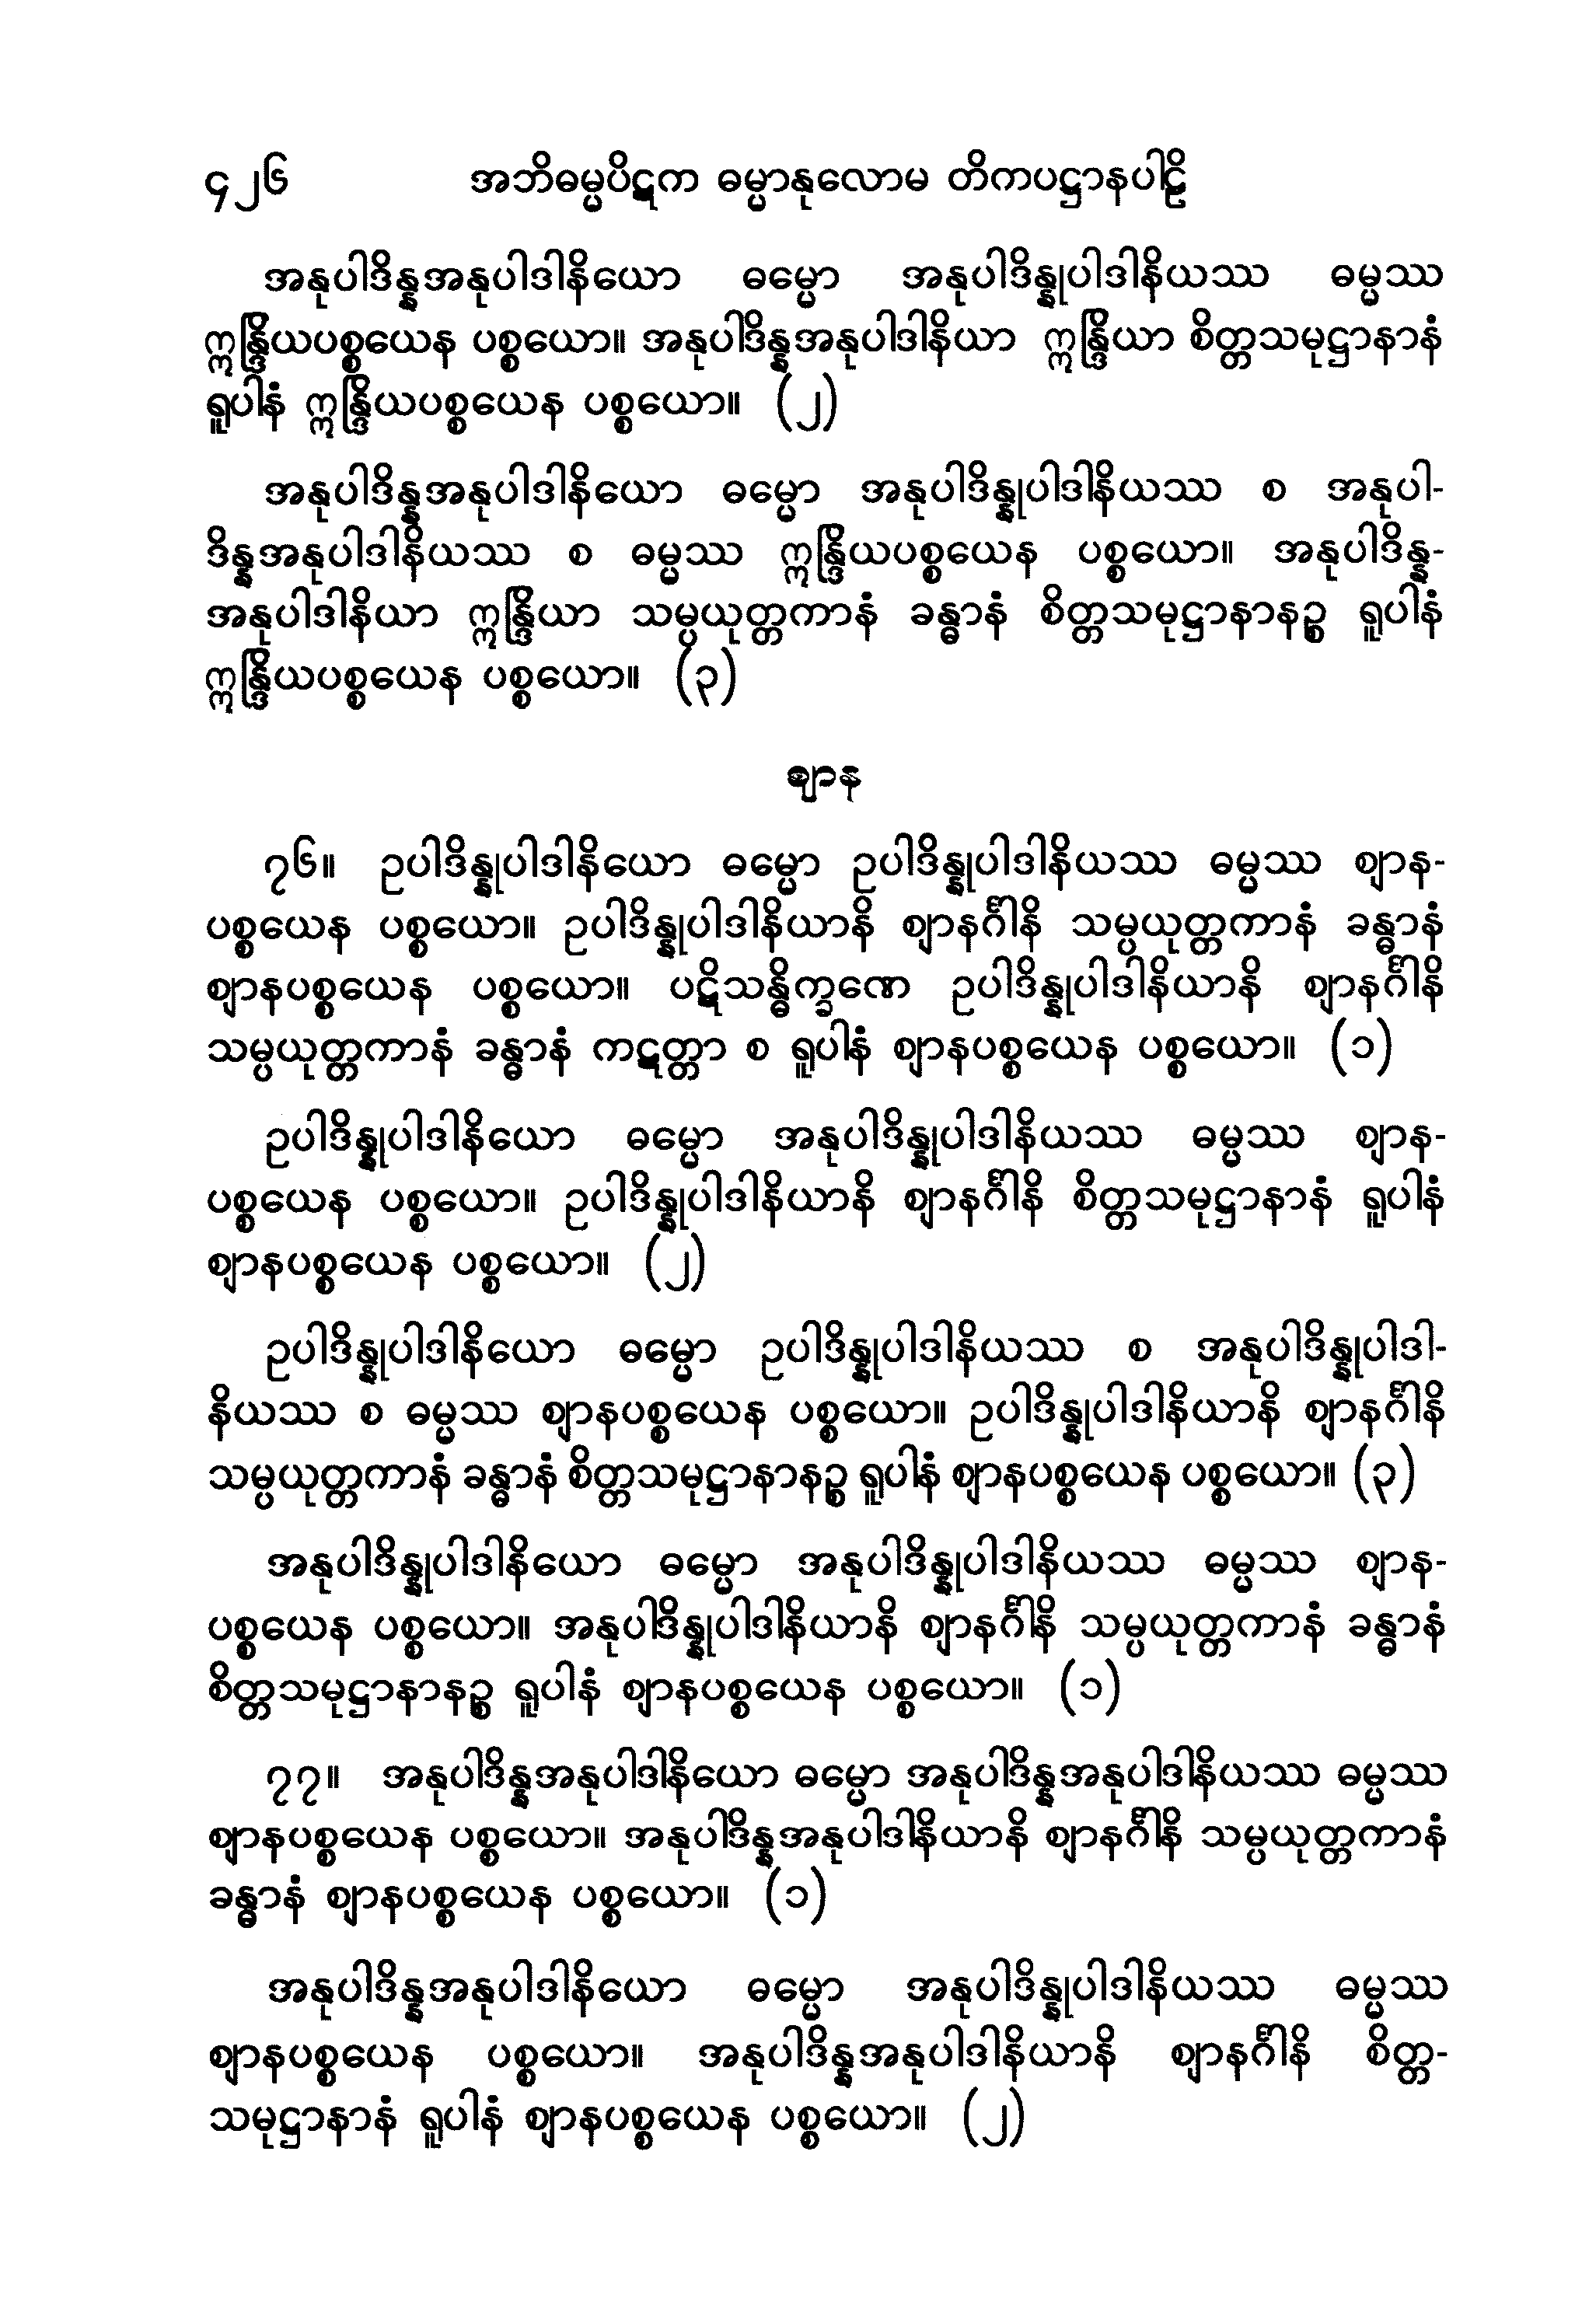 ၄၂၆ အဘိဓမ္မပိဋက ဓမ္မာနုလောမ တိကပဋ္ဌာနပါဠိ
အနုပါဒိန္နအနုပါဒါနိယော ဓမ္မော အနုပါဒိန္နုပါဒါနိယဿ ဓမ္မဿ
ဣန္ဒြိယပစ္စယေန ပစ္စယော။ အနုပါဒိန္နအနုပါဒါနိယာ ဣန္ဒြိယာ စိတ္တသမုဋ္ဌာနာနံ
ရူပါနံ ဣန္ဒြိယပစ္စယေန ပစ္စယော။ (၂)
အနုပါဒိန္နအနုပါဒါနိယော ဓမ္မော အနုပါဒိန္နုပါဒါနိယဿ စ အနုပါ-
ဒိန္နအနုပါဒါနိယဿ စ ဓမ္မဿ ဣန္ဒြိယပစ္စယေန ပစ္စယော။ အနုပါဒိန္န-
အနုပါဒါနိယာ ဣန္ဒြိယာ သမ္ပယုတ္တကာနံ ခန္ဓာနံ စိတ္တသမုဋ္ဌာနာနဉ္စ ရူပါနံ
ဣန္ဒြိယပစ္စယေန ပစ္စယော။ (၃)
ဈာန
၇၆။ ဥပါဒိန္နုပါဒါနိယော ဓမ္မော ဥပါဒိန္နုပါဒါနိယဿ ဓမ္မဿ ဈာန-
ပစ္စယေန ပစ္စယော။ ဥပါဒိန္နုပါဒါနိယာနိ ဈာနင်္ဂါနိ သမ္ပယုတ္တကာနံ ခန္ဓာနံ
ဈာနပစ္စယေန ပစ္စယော။ ပဋိသန္ဓိက္ခဏေ ဥပါဒိန္နုပါဒါနိယာနိ ဈာနင်္ဂါနိ
သမ္ပယုတ္တကာနံ ခန္ဓာနံ ကဋတ္တာ စ ရူပါနံ ဈာနပစ္စယေန ပစ္စယော။ (၁)
ဥပါဒိန္နုပါဒါနိယော ဓမ္မော အနုပါဒိန္နုပါဒါနိယဿ ဓမ္မဿ ဈာန-
ပစ္စယေန ပစ္စယော။ ဥပါဒိန္နုပါဒါနိယာနိ ဈာနင်္ဂါနိ စိတ္တသမုဋ္ဌာနာနံ ရူပါနံ
ဈာနပစ္စယေန ပစ္စယော။ (၂)
ဥပါဒိန္နုပါဒါနိယော ဓမ္မော ဥပါဒိန္နုပါဒါနိယဿ စ အနုပါဒိန္နုပါဒါ-
နိယဿ စ ဓမ္မဿ ဈာနပစ္စယေန ပစ္စယော။ ဥပါဒိန္နုပါဒါနိယာနိ ဈာနင်္ဂါနိ
သမ္ပယုတ္တကာနံ ခန္ဓာနံ စိတ္တသမုဋ္ဌာနာနဉ္စ ရူပါနံ ဈာနပစ္စယေန ပစ္စယော။ (၃)
အနုပါဒိန္နုပါဒါနိယော ဓမ္မော အနုပါဒိန္နုပါဒါနိယဿ ဓမ္မဿ ဈာန-
ပစ္စယေန ပစ္စယော။ အနုပါဒိန္နုပါဒါနိယာနိ ဈာနင်္ဂါနိ သမ္ပယုတ္တကာနံ ခန္ဓာနံ
စိတ္တသမုဋ္ဌာနာနဉ္စ ရူပါနံ ဈာနပစ္စယေန ပစ္စယော။ (၁)
၇၇။ အနုပါဒိန္နအနုပါဒါနိယော ဓမ္မော အနုပါဒိန္နအနုပါဒါနိယဿ ဓမ္မဿ
ဈာနပစ္စယေန ပစ္စယော။ အနုပါဒိန္နအနုပါဒါနိယာနိ ဈာနင်္ဂါနိ သမ္ပယုတ္တကာနံ
ခန္ဓာနံ ဈာနပစ္စယေန ပစ္စယော။ (၁)
အနုပါဒိန္နအနုပါဒါနိယော ဓမ္မော အနုပါဒိန္နုပါဒါနိယဿ ဓမ္မဿ
ဈာနပစ္စယေန ပစ္စယော။ အနုပါဒိန္နအနုပါဒါနိယာနိ ဈာနင်္ဂါနိ စိတ္တ-
သမုဋ္ဌာနာနံ ရူပါနံ ဈာနပစ္စယေန ပစ္စယော။ (၂)